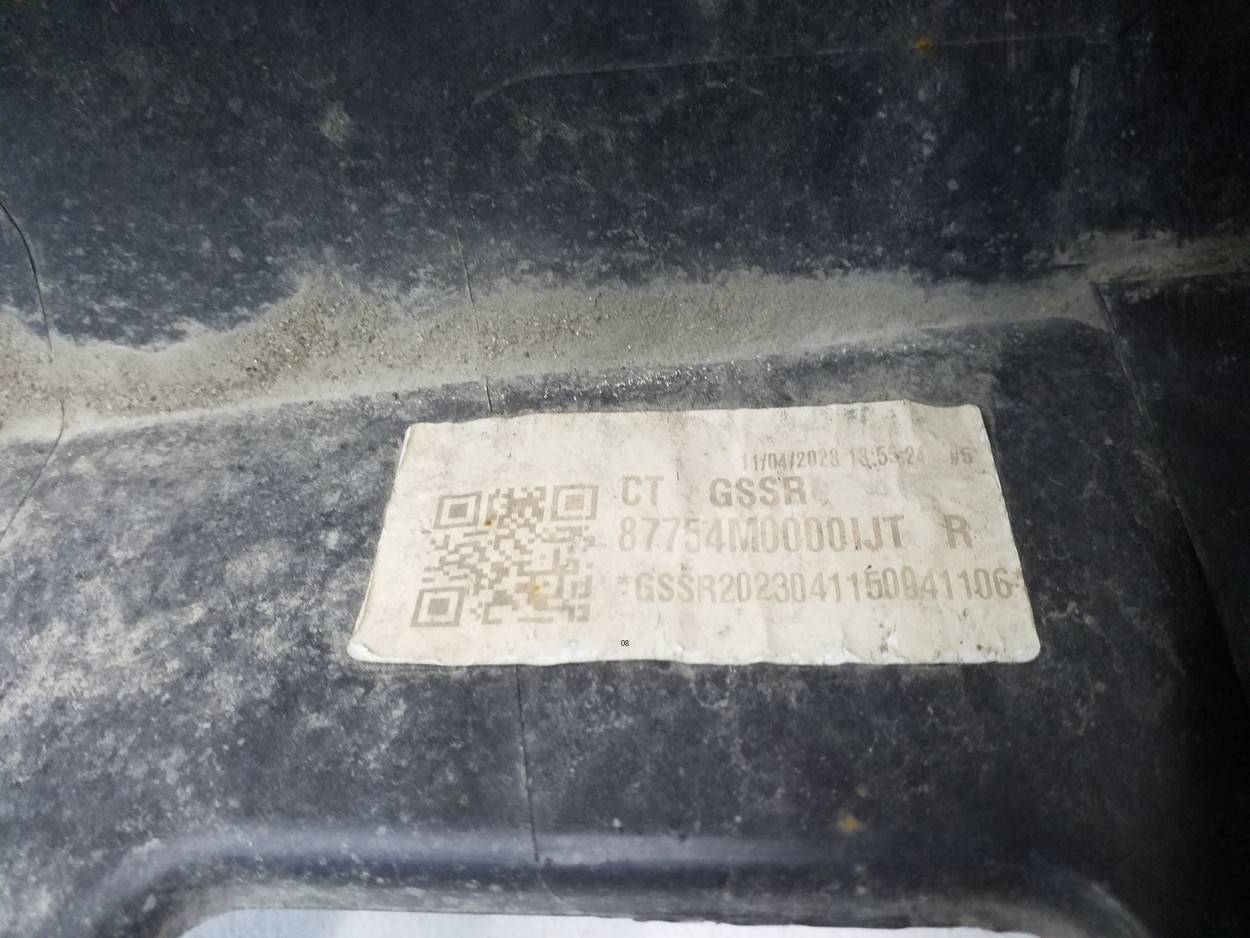 11/04/2023 13:55:24 #5
CT GSSR
87754M0000IJT R
*GSSR2023041150941106*
08